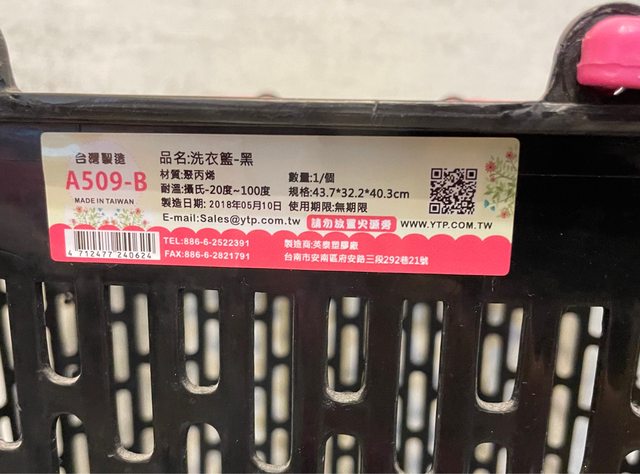 台灣製造
A509-B
MADE IN TAIWAN
品名:洗衣籃-黑
材質:聚丙烯
數量:1/個
耐溫:攝氏-20度~100度
規格:43.7*32.2*40.3cm
製造日期: 2018年05月10日
使用期限:無期限
E-mail:Sales@ytp.com.tw
請勿放置火源旁
WWW.YTP.COM.TW
4 712477 240624
TEL:886-6-2522391
FAX:886-6-2821791
製造商:英泰塑膠廠
台南市安南區府安路三段292巷21號